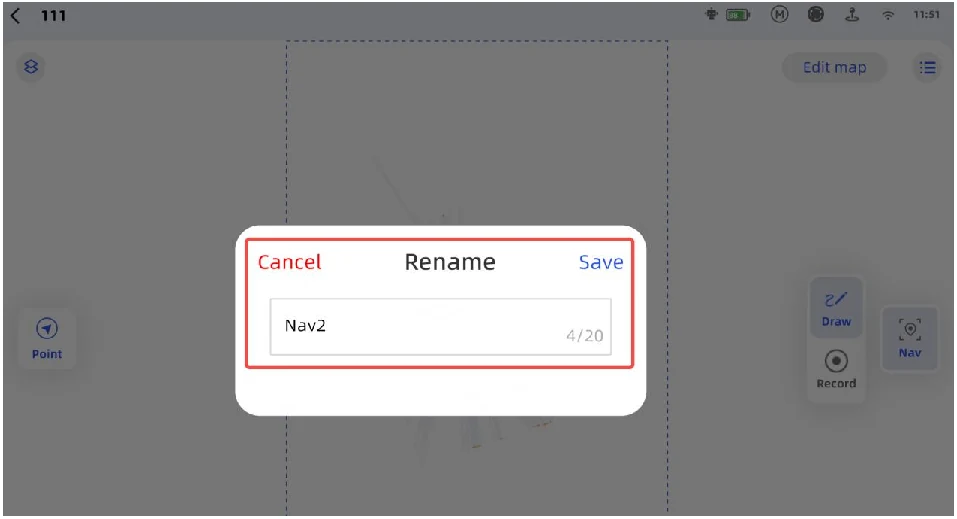 111
M
11:51
Edit map
Cancel
Rename
Save
Nav2
4/20
Point
Draw
Nav
Record